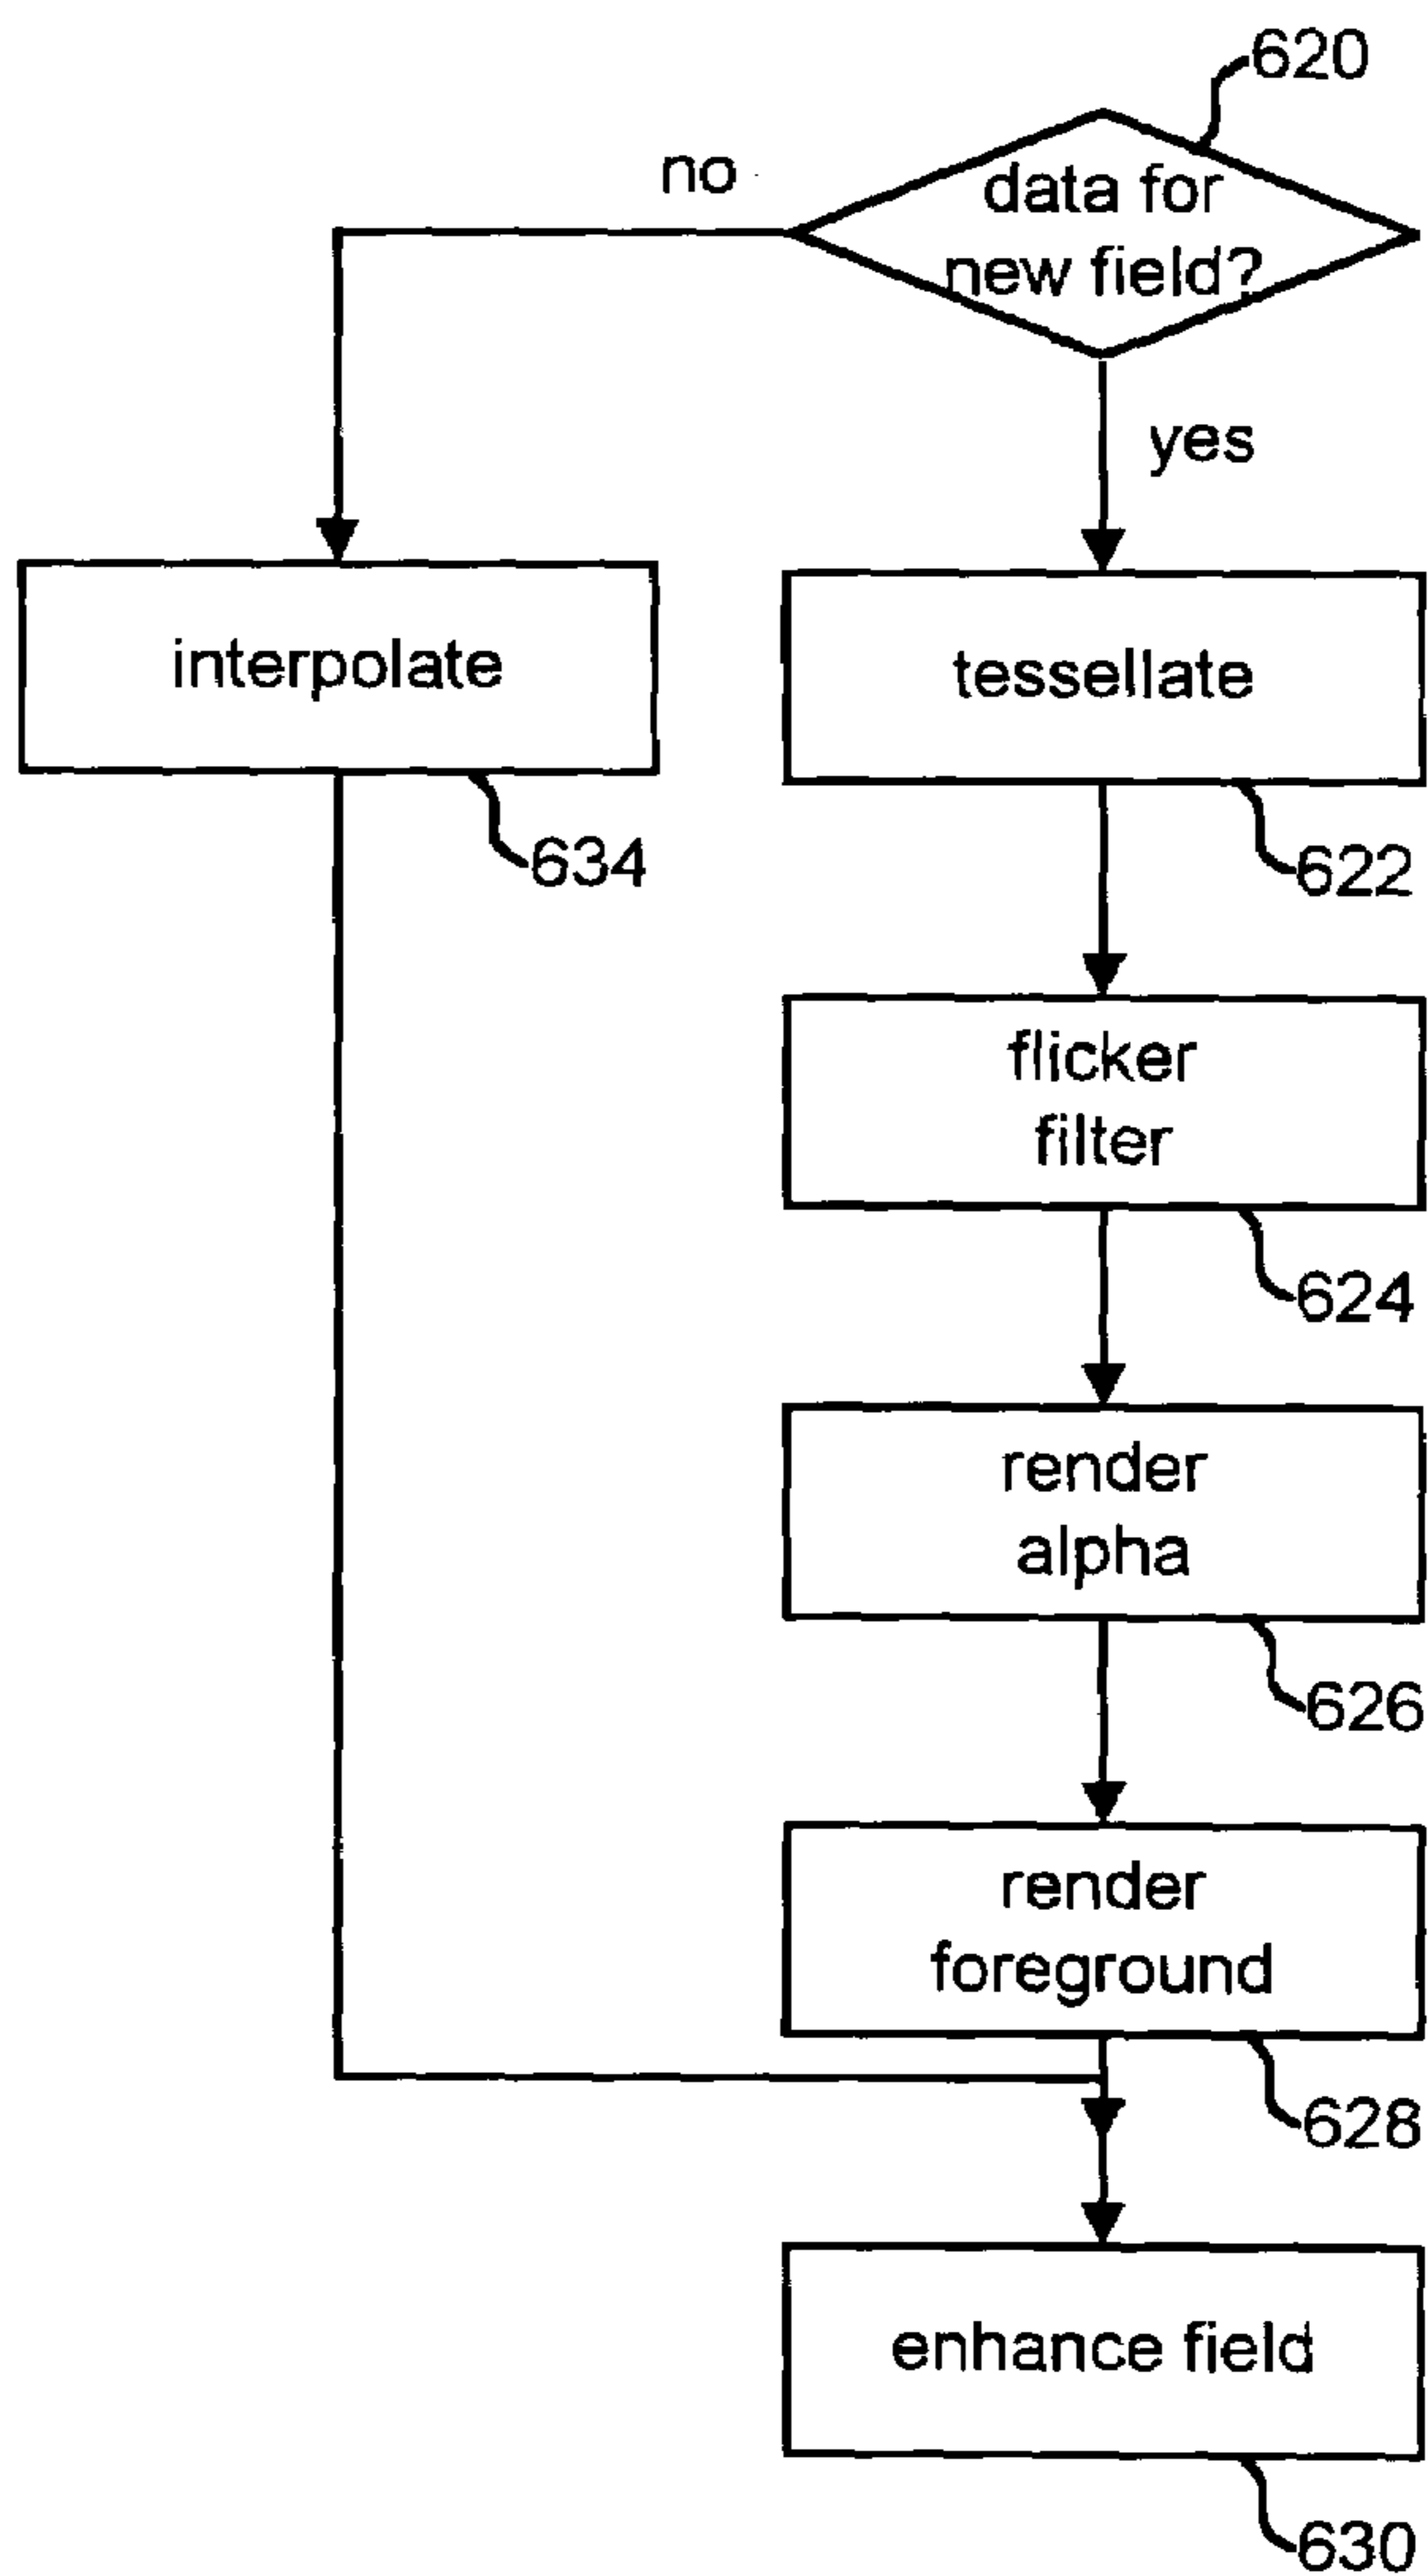 620
no
data for
new field?
yes
interpolate
tessellate
634
622
flicker
filter
624
render
alpha
626
render
foreground
628
enhance field
630